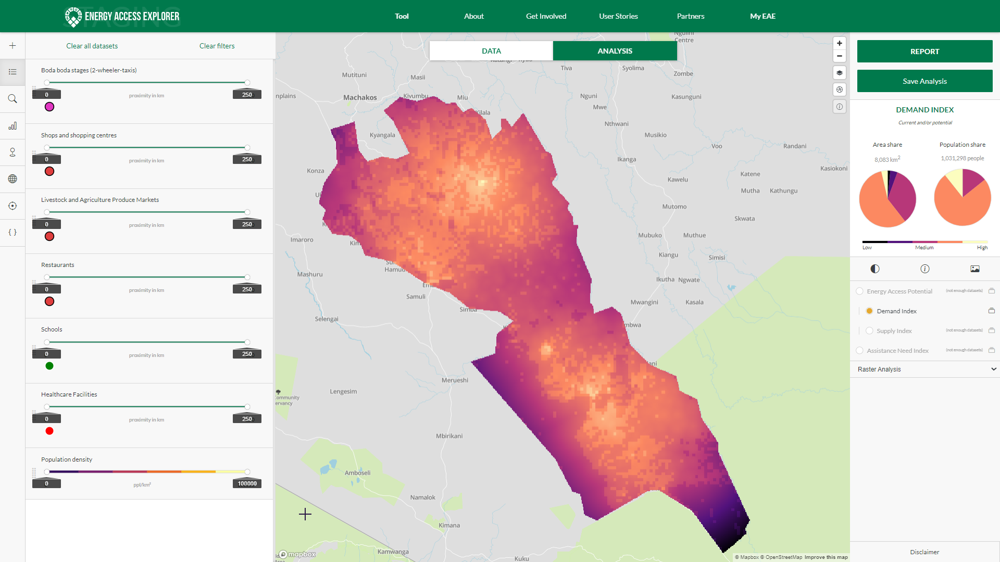 STAGING
ENERGY ACCESS EXPLORER
Tool
About
Get Involved
User Stories
Partners
My EAE
Clear all datasets
Clear filters
Boda boda stages (2-wheeler-taxis)
0
proximity in km
250
Shops and shopping centres
0
proximity in km
250
Livestock and Agriculture Produce Markets
0
proximity in km
250
Restaurants
0
proximity in km
250
Schools
0
proximity in km
250
Healthcare Facilities
0
proximity in km
250
Population density
0
ppl/km²
100000
DATA
ANALYSIS
Ngulini
Centre
Tiva
Syolima
Zombe
Mutituni
Masii
Machakos
Kivumbu
Miu
Nguni
Kasunguni
Mwe
Kilala
Nthwani
Kyangala
Musikio
Voo
Randani
Ikanga
Konza
Kasiokoni
Katene
Kawelu
Mutha
Kathungu
Mutomo
Skwata
Mubuko
Muthue
Imaroro
Kiangu
Simisi
Mashuru
Hamud
Ikutha
Ngwate
Samuli
Mwangini
Kasala
Simba
Selengai
mbwa
Merueshi
Lengesim
ommunity
ervancy
Mbirikani
Amboseli
Namalok
Kimana
Kamwanga
Kuku
mapbox
© Mapbox © OpenStreetMap Improve this map
REPORT
Save Analysis
DEMAND INDEX
Current and/or potential
Area share
Population share
8,083 km²
1,031,298 people
Low
Medium
High
Energy Access Potential
(not enough datasets)
Demand Index
Supply Index
(not enough datasets)
Assistance Need Index
(not enough datasets)
Raster Analysis
Disclaimer